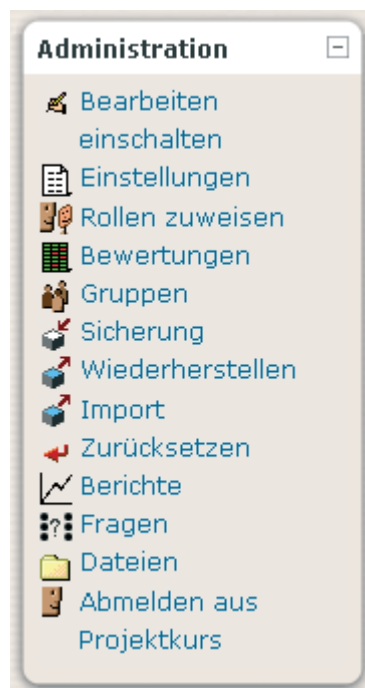 Administration
Bearbeiten
einschalten
Einstellungen
Rollen zuweisen
Bewertungen
Gruppen
Sicherung
Wiederherstellen
Import
Zurücksetzen
Berichte
Fragen
Dateien
Abmelden aus
Projektkurs